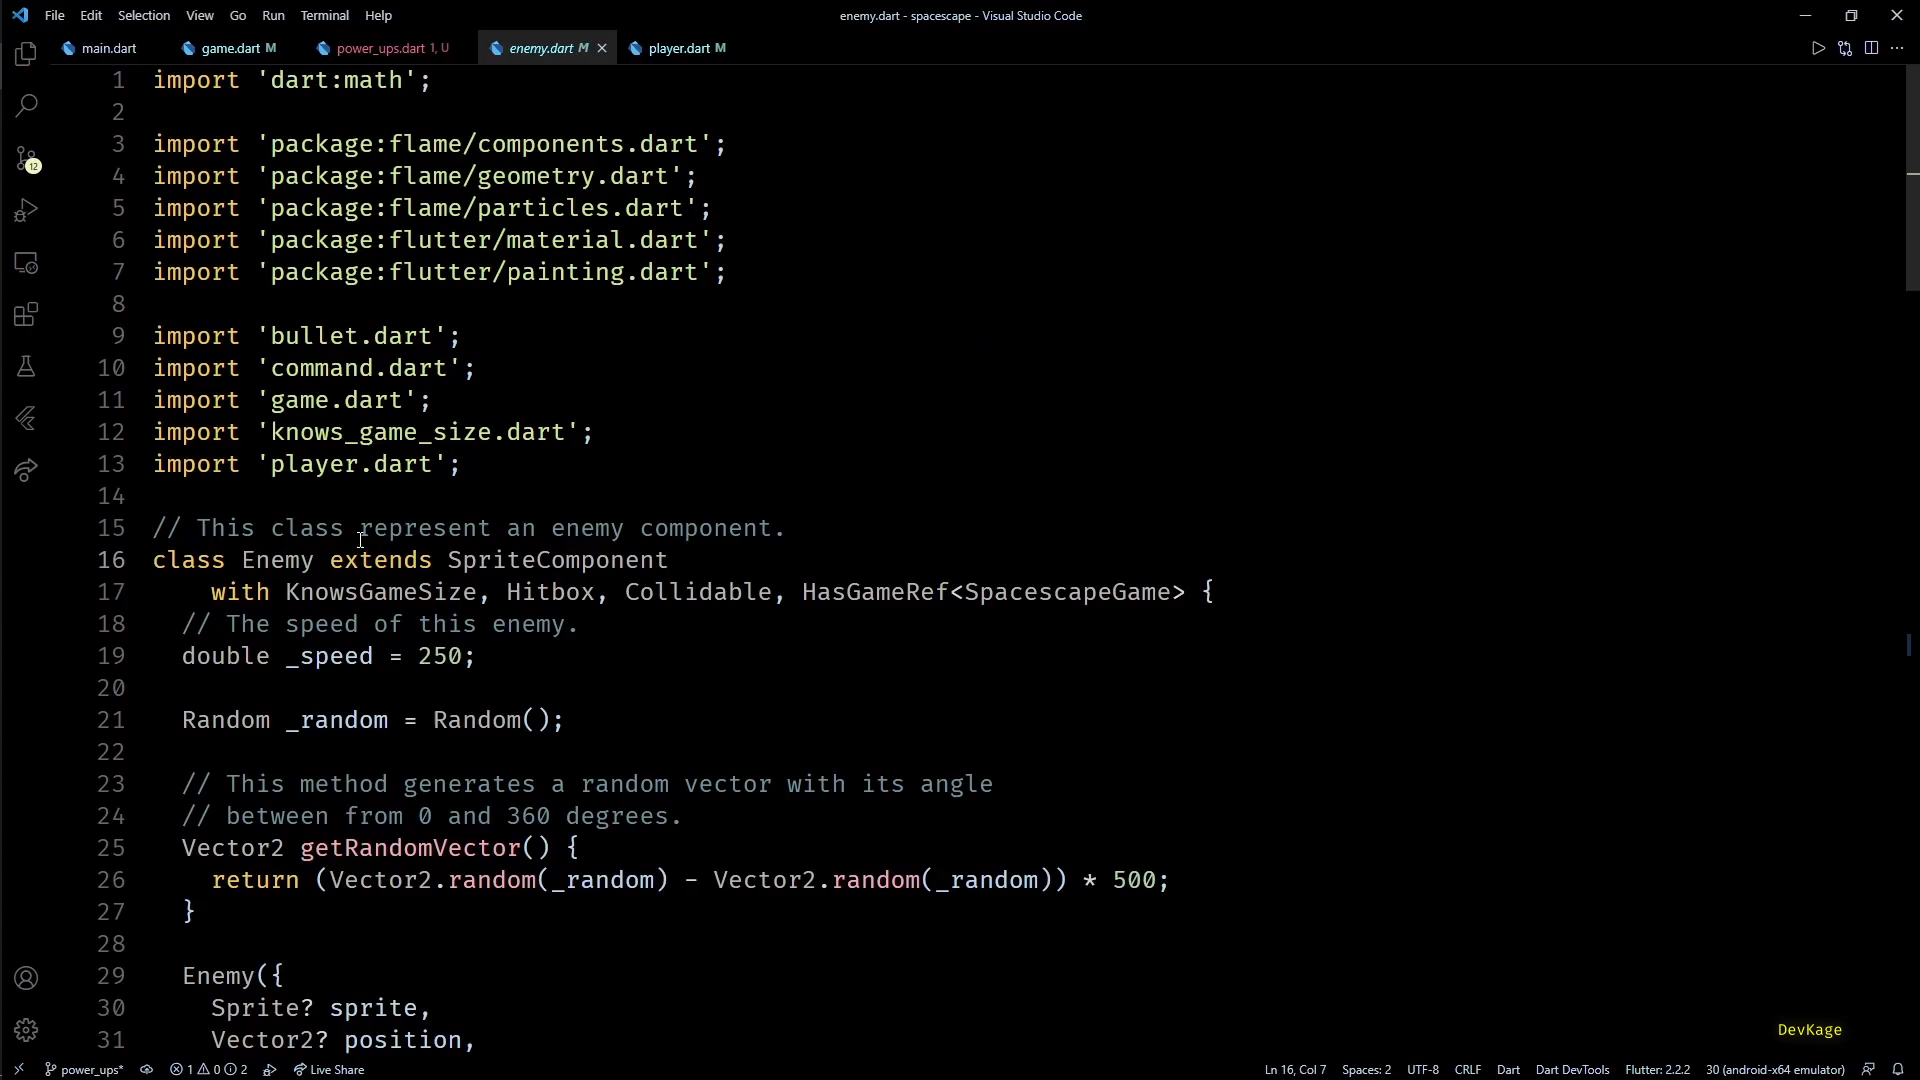 File Edit Selection View Go Run Terminal Help enemy.dart - spacescape - Visual Studio Code
main.dart game.dart M power_ups.dart 1, U enemy.dart M player.dart M
1 import 'dart:math';
2
3 import 'package:flame/components.dart';
4 import 'package:flame/geometry.dart';
5 import 'package:flame/particles.dart';
6 import 'package:flutter/material.dart';
7 import 'package:flutter/painting.dart';
8
9 import 'bullet.dart';
10 import 'command.dart';
11 import 'game.dart';
12 import 'knows_game_size.dart';
13 import 'player.dart';
14
15 // This class represent an enemy component.
16 class Enemy extends SpriteComponent
17 with KnowsGameSize, Hitbox, Collidable, HasGameRef<SpacescapeGame> {
18 // The speed of this enemy.
19 double _speed = 250;
20
21 Random _random = Random();
22
23 // This method generates a random vector with its angle
24 // between from 0 and 360 degrees.
25 Vector2 getRandomVector() {
26 return (Vector2.random(_random) - Vector2.random(_random)) * 500;
27 }
28
29 Enemy({
30 Sprite? sprite,
31 Vector2? position,
12
DevKage
power_ups* 1 0 2 Live Share Ln 16, Col 7 Spaces: 2 UTF-8 CRLF Dart Dart DevTools Flutter: 2.2.2 30 (android-x64 emulator)